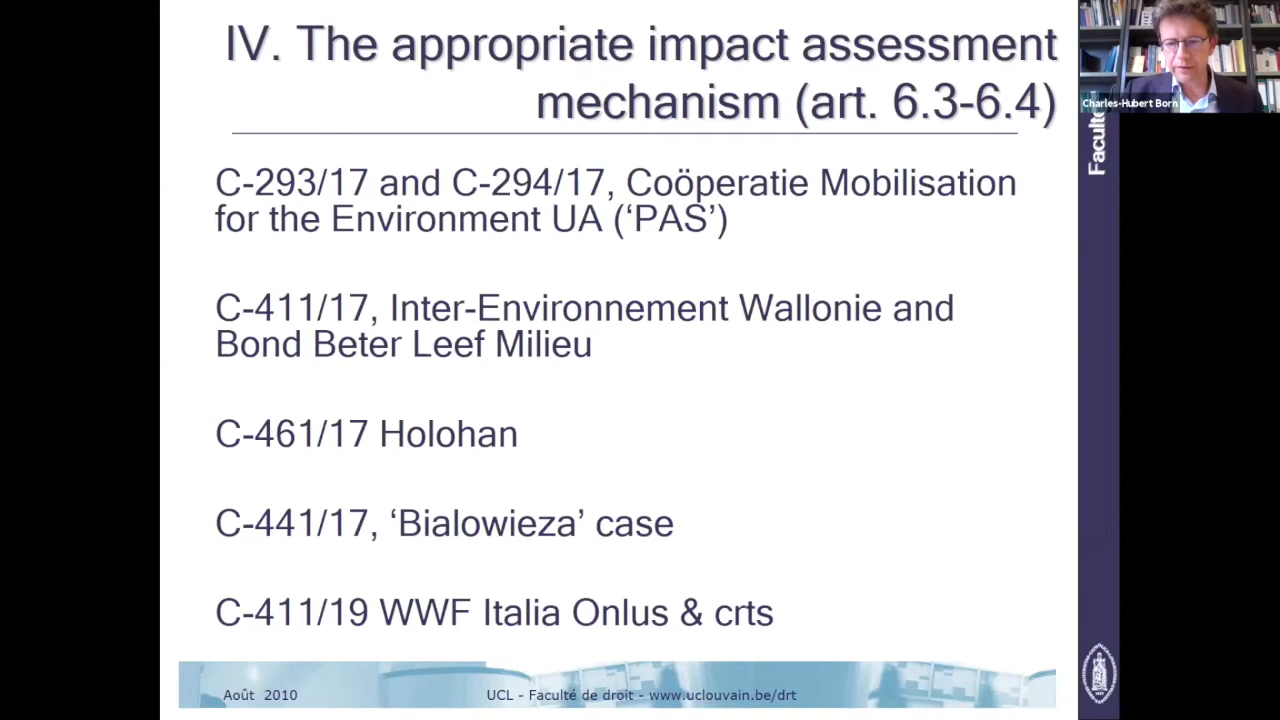 IV. The appropriate impact assessment
mechanism (art. 6.3-6.4)
Charles-Hubert Born
Faculté
C-293/17 and C-294/17, Coöperatie Mobilisation
for the Environment UA (‘PAS’)
C-411/17, Inter-Environnement Wallonie and
Bond Beter Leef Milieu
C-461/17 Holohan
C-441/17, ‘Bialowieza’ case
C-411/19 WWF Italia Onlus & crts
Août 2010
UCL - Faculté de droit - www.uclouvain.be/drt